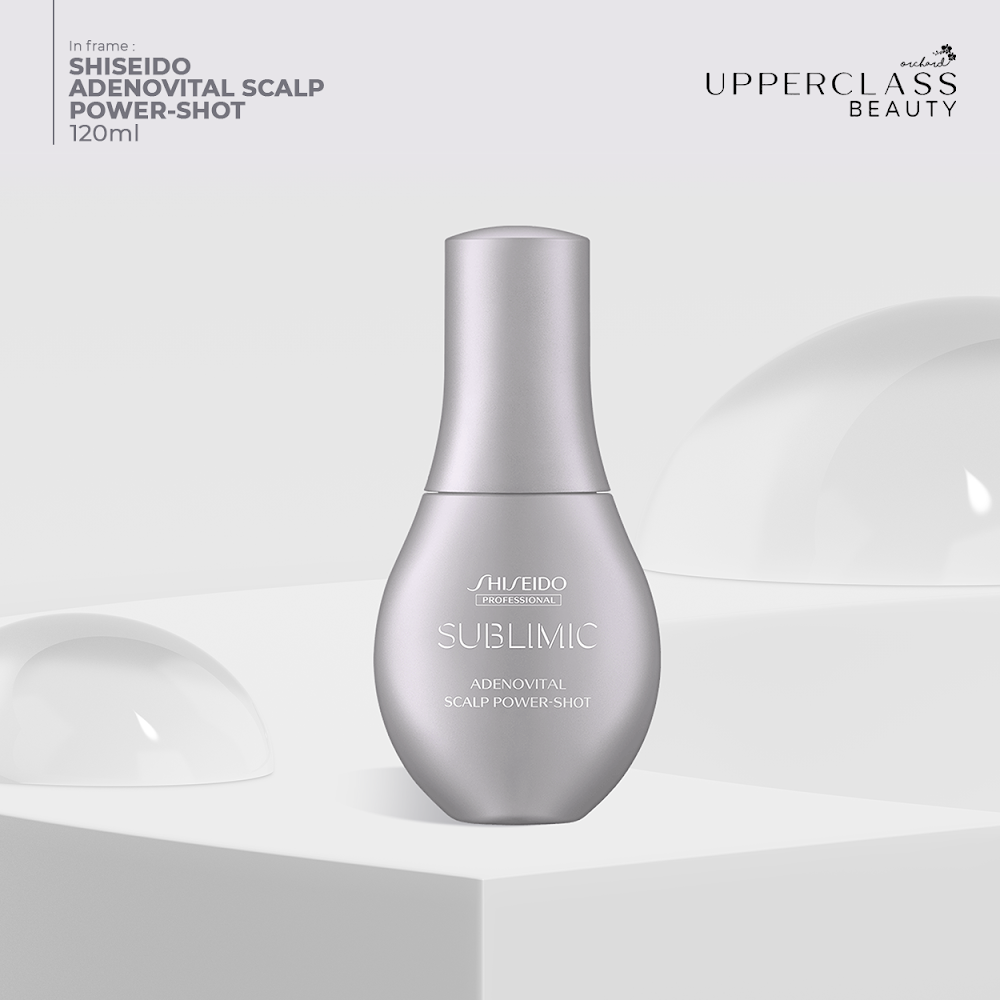 In frame :
SHISEIDO
ADENOVITAL SCALP
POWER-SHOT
120ml
orchard
UPPERCLASS
BEAUTY
SHISEIDO
PROFESSIONAL
SUBLIMIC
ADENOVITAL
SCALP POWER-SHOT